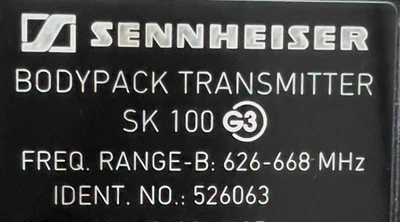 SENNHEISER
BODYPACK TRANSMITTER
SK 100 G3
FREQ. RANGE-B: 626-668 MHz
IDENT. NO.: 526063